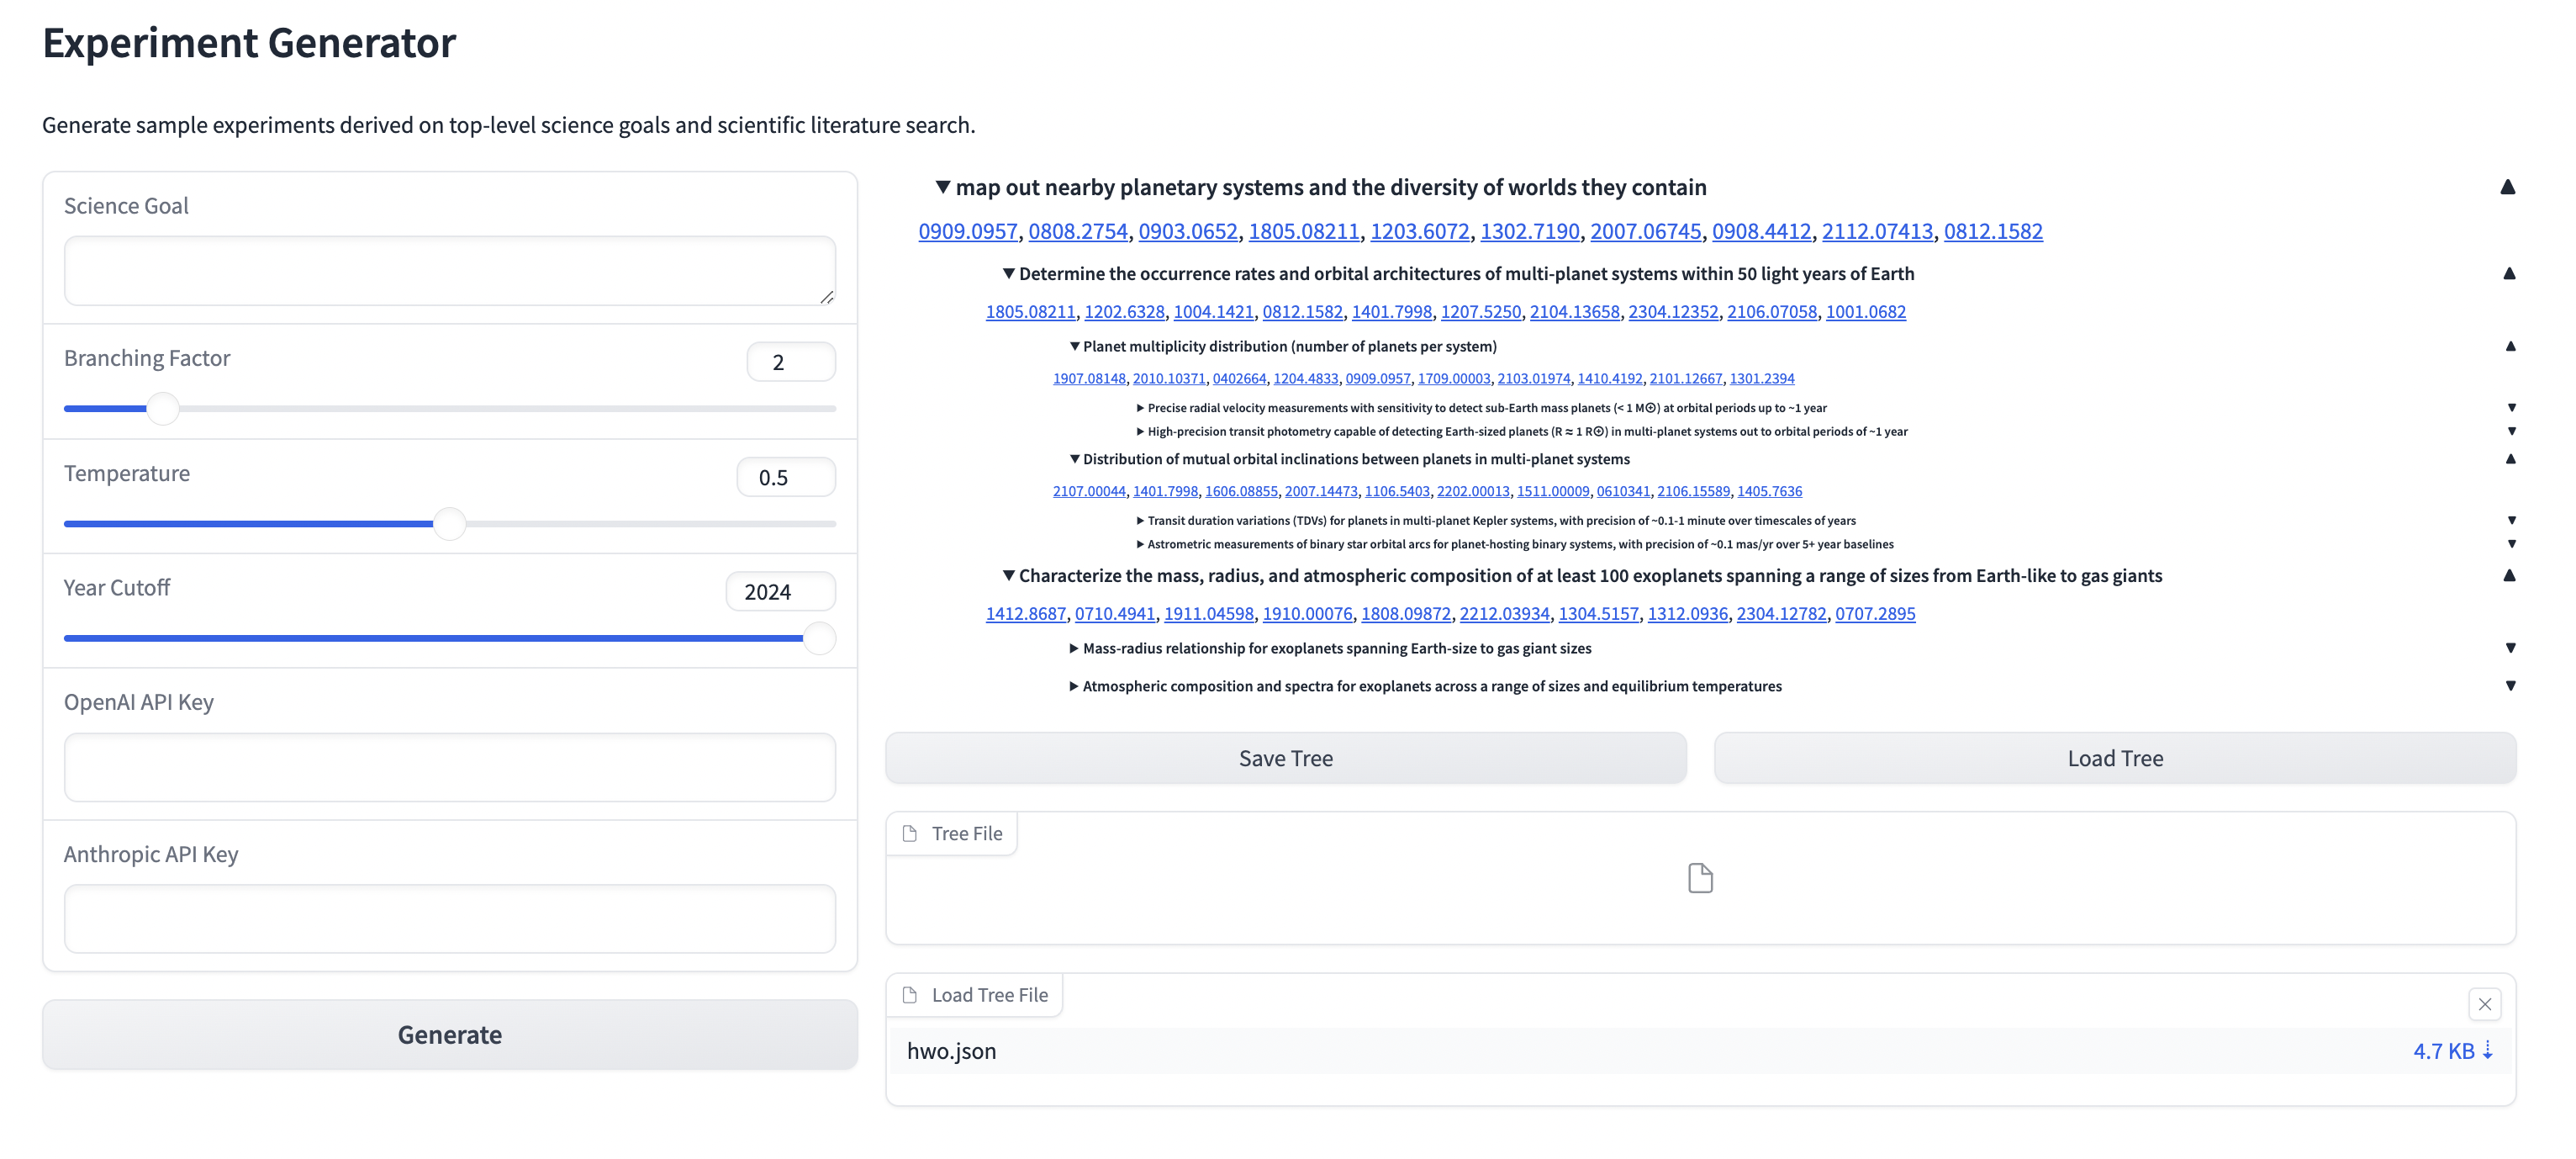 Experiment Generator
Generate sample experiments derived on top-level science goals and scientific literature search.
Science Goal
Branching Factor
2
Temperature
0.5
Year Cutoff
2024
OpenAI API Key
Anthropic API Key
Generate
▼ map out nearby planetary systems and the diversity of worlds they contain
0909.0957, 0808.2754, 0903.0652, 1805.08211, 1203.6072, 1302.7190, 2007.06745, 0908.4412, 2112.07413, 0812.1582
▼ Determine the occurrence rates and orbital architectures of multi-planet systems within 50 light years of Earth
1805.08211, 1202.6328, 1004.1421, 0812.1582, 1401.7998, 1207.5250, 2104.13658, 2304.12352, 2106.07058, 1001.0682
▼ Planet multiplicity distribution (number of planets per system)
1907.08148, 2010.10371, 0402664, 1204.4833, 0909.0957, 1709.00003, 2103.01974, 1410.4192, 2101.12667, 1301.2394
▶ Precise radial velocity measurements with sensitivity to detect sub-Earth mass planets (< 1 M⊕) at orbital periods up to ~1 year
▶ High-precision transit photometry capable of detecting Earth-sized planets (R ≈ 1 R⊕) in multi-planet systems out to orbital periods of ~1 year
▼ Distribution of mutual orbital inclinations between planets in multi-planet systems
2107.00044, 1401.7998, 1606.08855, 2007.14473, 1106.5403, 2202.00013, 1511.00009, 0610341, 2106.15589, 1405.7636
▶ Transit duration variations (TDVs) for planets in multi-planet Kepler systems, with precision of ~0.1-1 minute over timescales of years
▶ Astrometric measurements of binary star orbital arcs for planet-hosting binary systems, with precision of ~0.1 mas/yr over 5+ year baselines
▼ Characterize the mass, radius, and atmospheric composition of at least 100 exoplanets spanning a range of sizes from Earth-like to gas giants
1412.8687, 0710.4941, 1911.04598, 1910.00076, 1808.09872, 2212.03934, 1304.5157, 1312.0936, 2304.12782, 0707.2895
▶ Mass-radius relationship for exoplanets spanning Earth-size to gas giant sizes
▶ Atmospheric composition and spectra for exoplanets across a range of sizes and equilibrium temperatures
Save Tree
Load Tree
Tree File
Load Tree File
hwo.json
4.7 KB ⇣